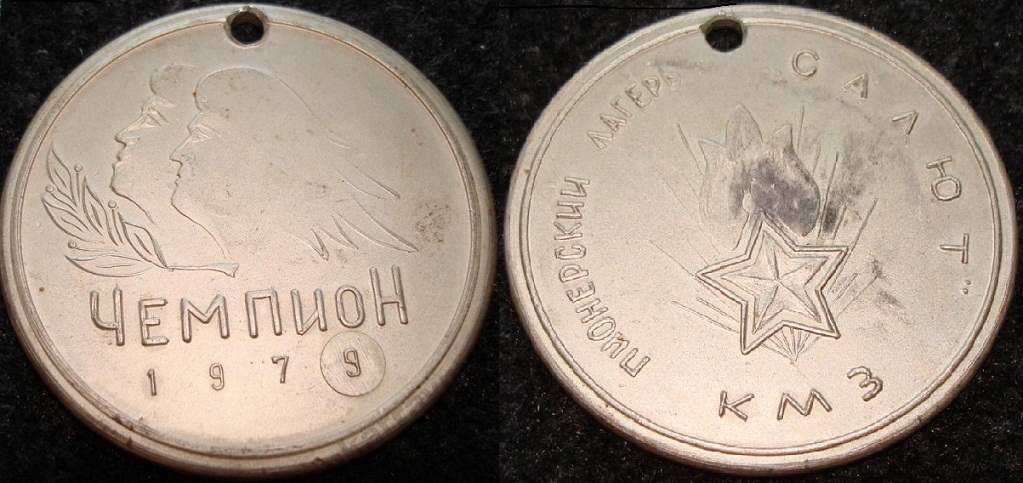 ЧЕМПИОН
1979
ПИОНЕРСКИЙ ЛАГЕРЬ
САЛЮТ"
КМЗ